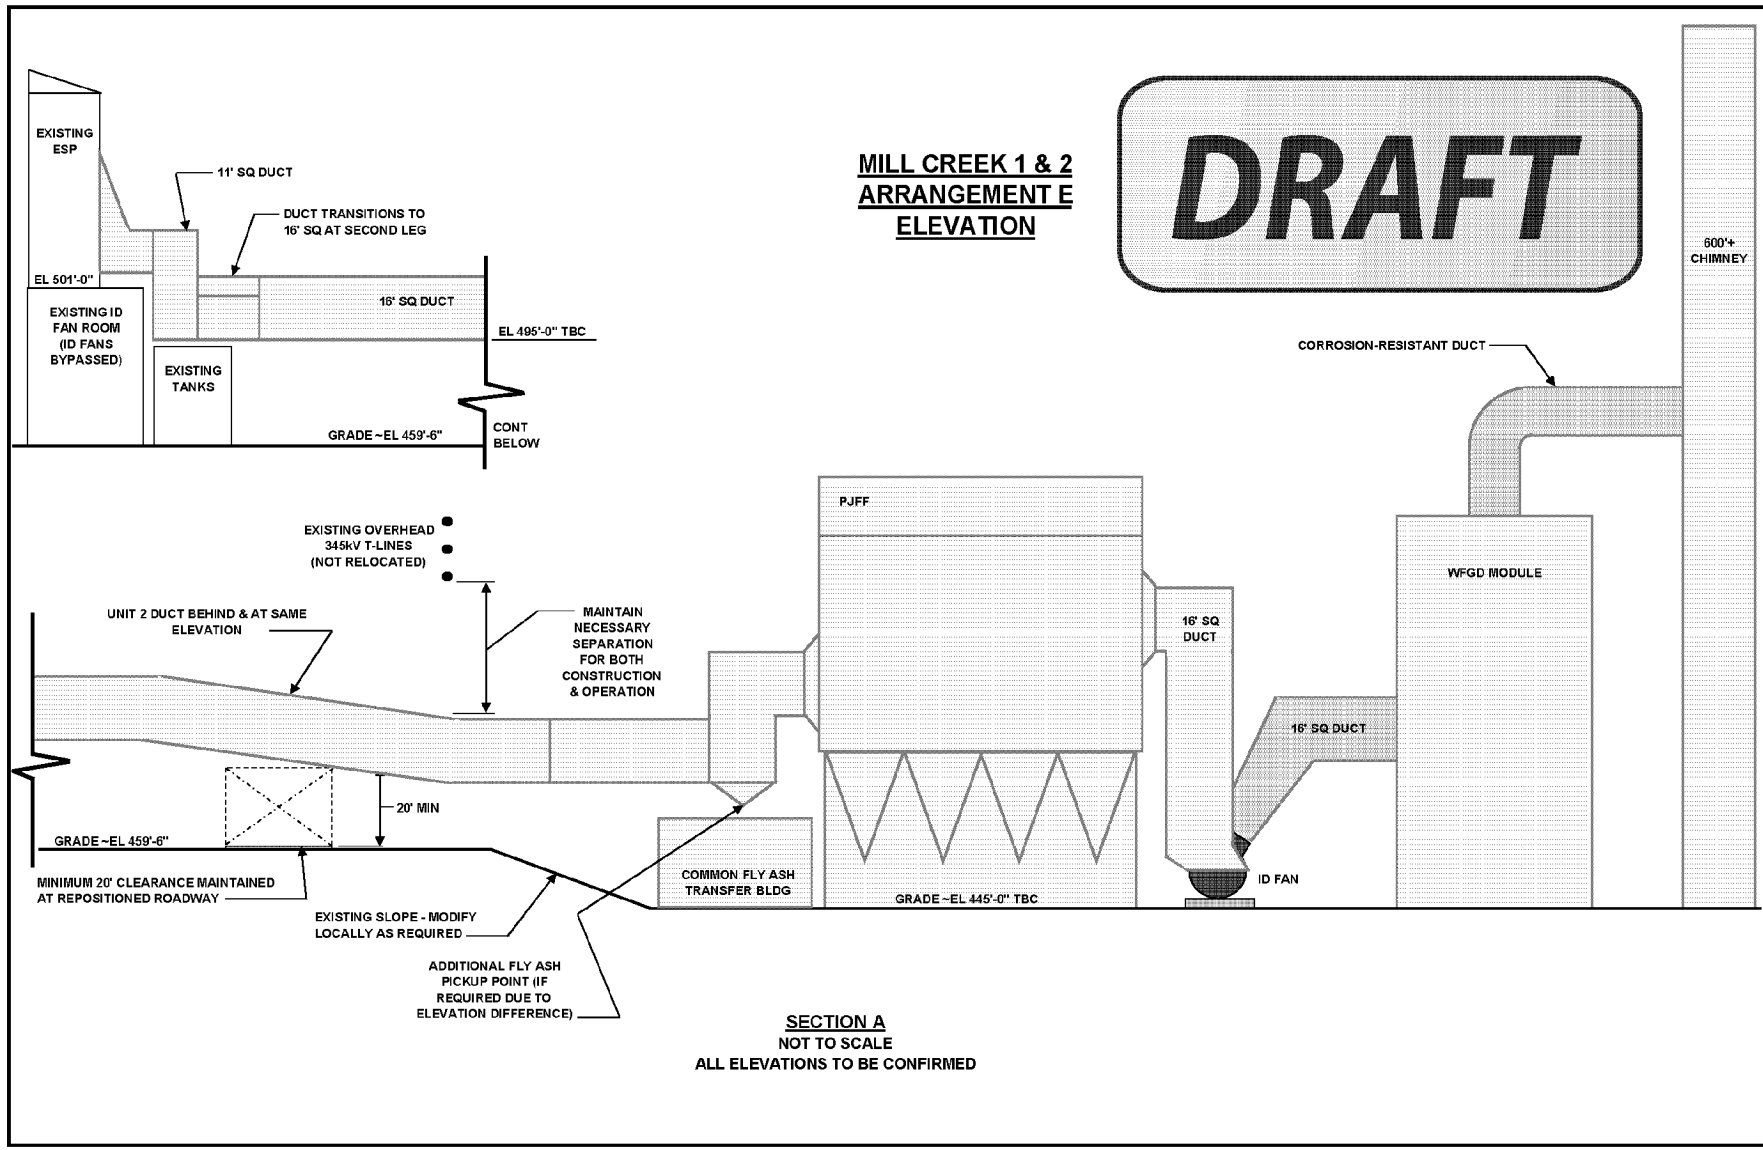 MILL CREEK 1 & 2
ARRANGEMENT E
ELEVATION
DRAFT
EXISTING
ESP
11' SQ DUCT
DUCT TRANSITIONS TO
16' SQ AT SECOND LEG
EL 501'-0"
16' SQ DUCT
EXISTING ID
FAN ROOM
(ID FANS
BYPASSED)
EXISTING
TANKS
EL 495'-0" TBC
GRADE ~EL 459'-6"
CONT
BELOW
600'+
CHIMNEY
CORROSION-RESISTANT DUCT
EXISTING OVERHEAD
345kV T-LINES
(NOT RELOCATED)
PJFF
WFGD MODULE
UNIT 2 DUCT BEHIND & AT SAME
ELEVATION
MAINTAIN
NECESSARY
SEPARATION
FOR BOTH
CONSTRUCTION
& OPERATION
16' SQ
DUCT
16' SQ DUCT
20' MIN
GRADE ~EL 459'-6"
MINIMUM 20' CLEARANCE MAINTAINED
AT REPOSITIONED ROADWAY
EXISTING SLOPE - MODIFY
LOCALLY AS REQUIRED
COMMON FLY ASH
TRANSFER BLDG
GRADE ~EL 445'-0" TBC
ID FAN
ADDITIONAL FLY ASH
PICKUP POINT (IF
REQUIRED DUE TO
ELEVATION DIFFERENCE)
SECTION A
NOT TO SCALE
ALL ELEVATIONS TO BE CONFIRMED